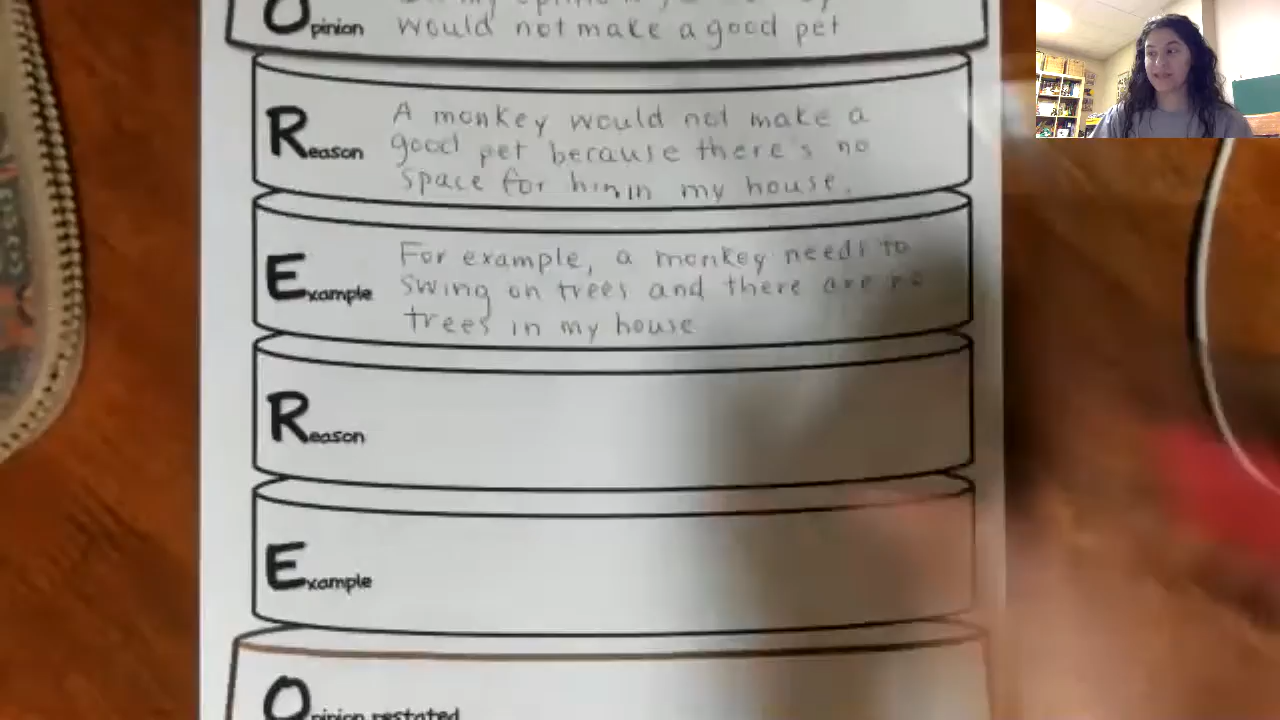 Opinion would not make a good pet
Reason A monkey would not make a
good pet because there's no
space for him in my house.
Example For example, a monkey needs to
swing on trees and there are no
trees in my house
Reason
Example
Opinion restated